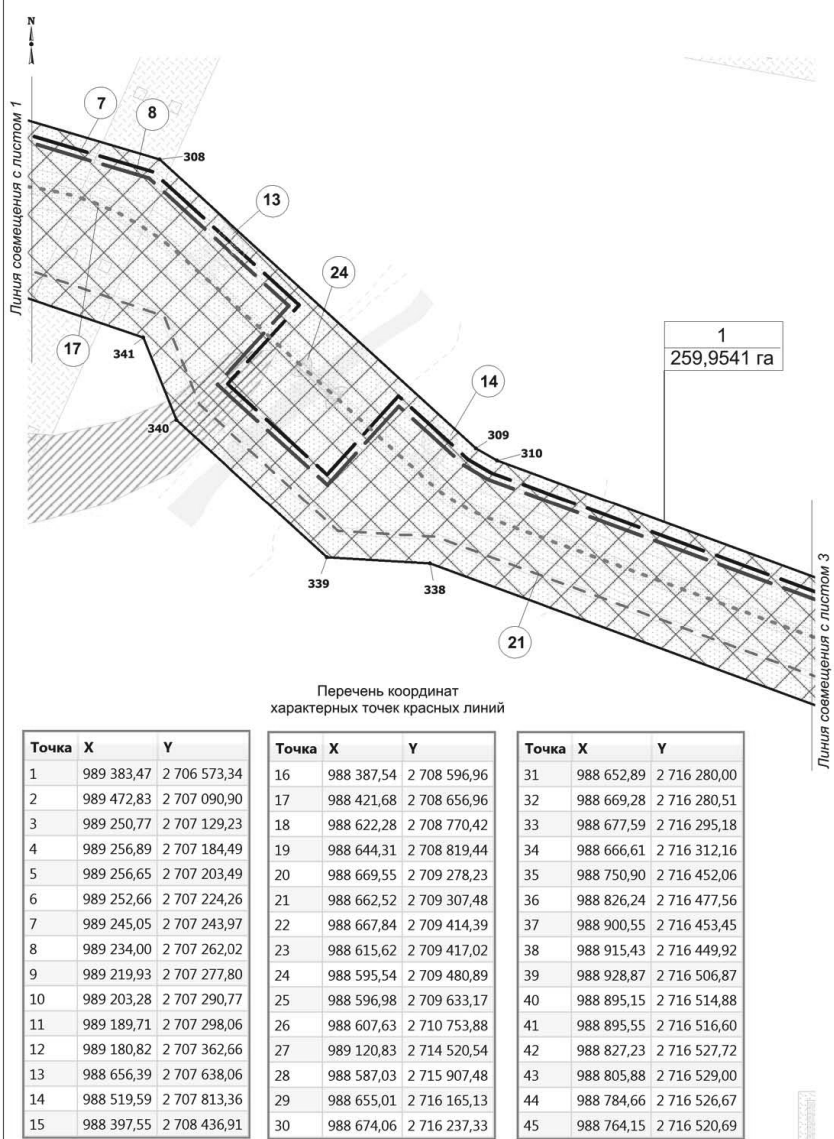 N
Линия совмещения с листом 1
7
8
308
13
24
17
341
340
14
309
310
1
259,9541 га
339
338
21
Линия совмещения с листом 3
Перечень координат
характерных точек красных линий
Точка X Y
1 989 383,47 2 706 573,34
2 989 472,83 2 707 090,90
3 989 250,77 2 707 129,23
4 989 256,89 2 707 184,49
5 989 256,65 2 707 203,49
6 989 252,66 2 707 224,26
7 989 245,05 2 707 243,97
8 989 234,00 2 707 262,02
9 989 219,93 2 707 277,80
10 989 203,28 2 707 290,77
11 989 189,71 2 707 298,06
12 989 180,82 2 707 362,66
13 988 656,39 2 707 638,06
14 988 519,59 2 707 813,36
15 988 397,55 2 708 436,91
Точка X Y
16 988 387,54 2 708 596,96
17 988 421,68 2 708 656,96
18 988 622,28 2 708 770,42
19 988 644,31 2 708 819,44
20 988 669,55 2 709 278,23
21 988 662,52 2 709 307,48
22 988 667,84 2 709 414,39
23 988 615,62 2 709 417,02
24 988 595,54 2 709 480,89
25 988 596,98 2 709 633,17
26 988 607,63 2 710 753,88
27 989 120,83 2 714 520,54
28 988 587,03 2 715 907,48
29 988 655,01 2 716 165,13
30 988 674,06 2 716 237,33
Точка X Y
31 988 652,89 2 716 280,00
32 988 669,28 2 716 280,51
33 988 677,59 2 716 295,18
34 988 666,61 2 716 312,16
35 988 750,90 2 716 452,06
36 988 826,24 2 716 477,56
37 988 900,55 2 716 453,45
38 988 915,43 2 716 449,92
39 988 928,87 2 716 506,87
40 988 895,15 2 716 514,88
41 988 895,55 2 716 516,60
42 988 827,23 2 716 527,72
43 988 805,88 2 716 529,00
44 988 784,66 2 716 526,67
45 988 764,15 2 716 520,69